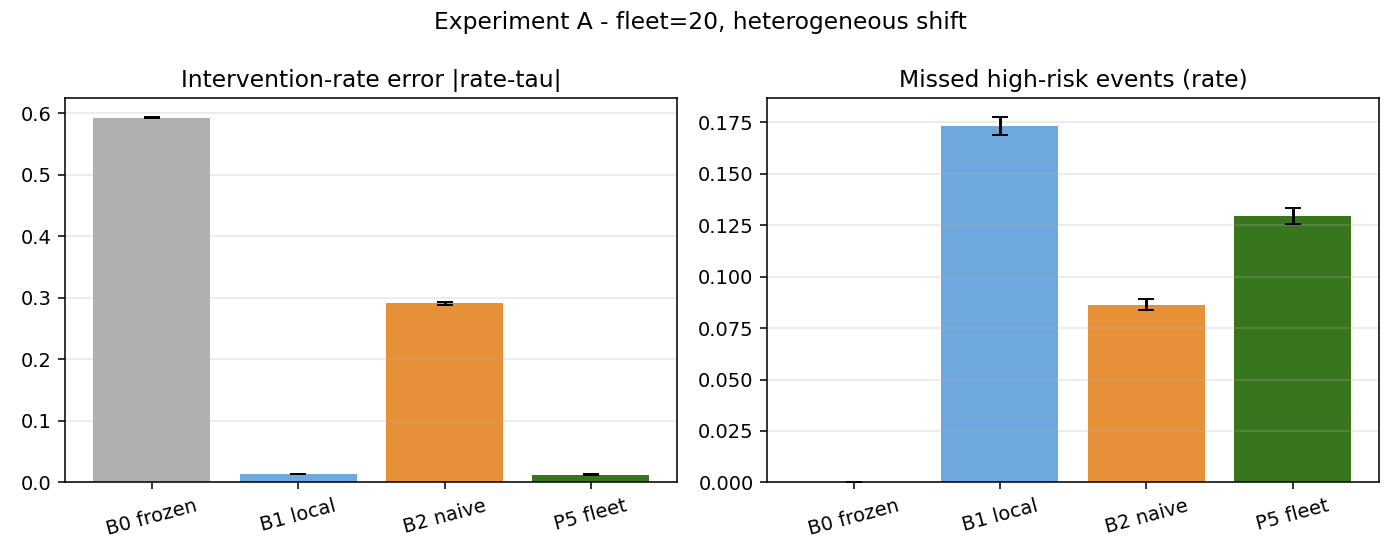 Experiment A - fleet=20, heterogeneous shift
Intervention-rate error |rate-tau|
0.6
0.5
0.4
0.3
0.2
0.1
0.0
B0 frozen
B1 local
B2 naive
P5 fleet
Missed high-risk events (rate)
0.175
0.150
0.125
0.100
0.075
0.050
0.025
0.000
B0 frozen
B1 local
B2 naive
P5 fleet